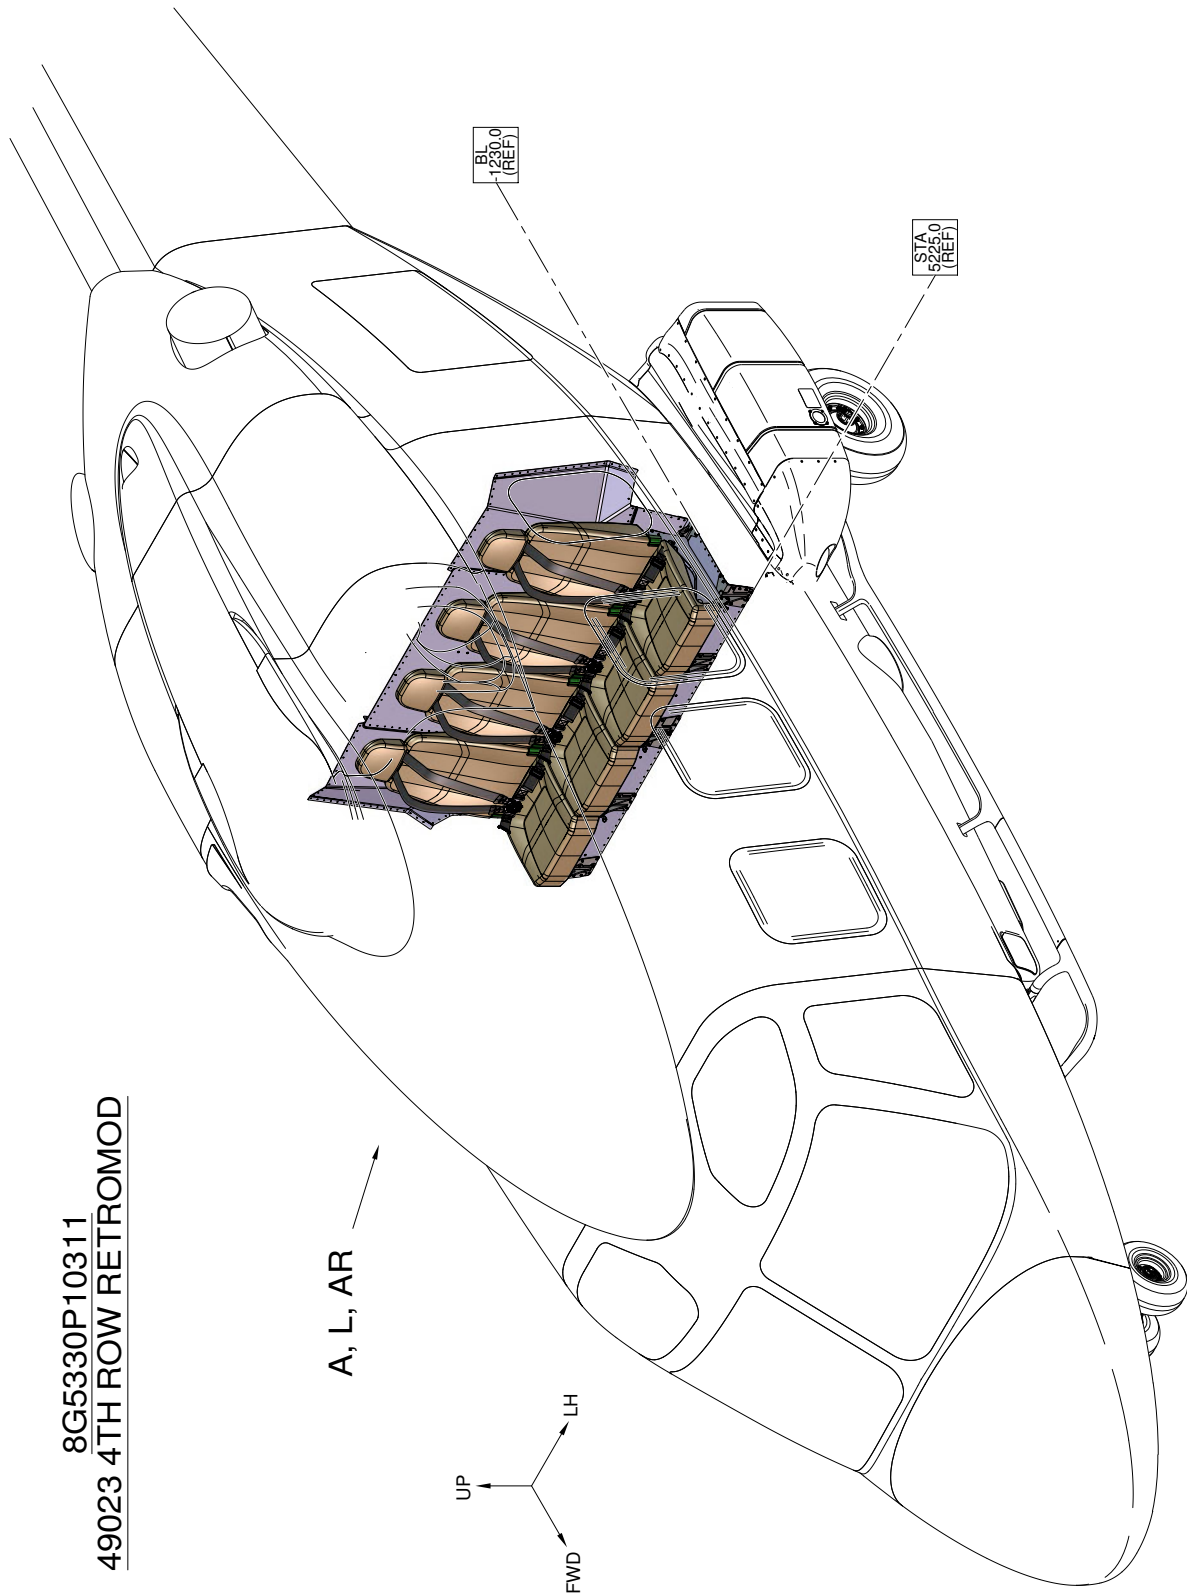 8G5330P10311
49023 4TH ROW RETROMOD
A, L, AR
UP
FWD
LH
BL
-1230.0
(REF)
STA
5225.0
(REF)